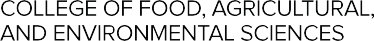 COLLEGE OF FOOD, AGRICULTURAL,
AND ENVIRONMENTAL SCIENCES